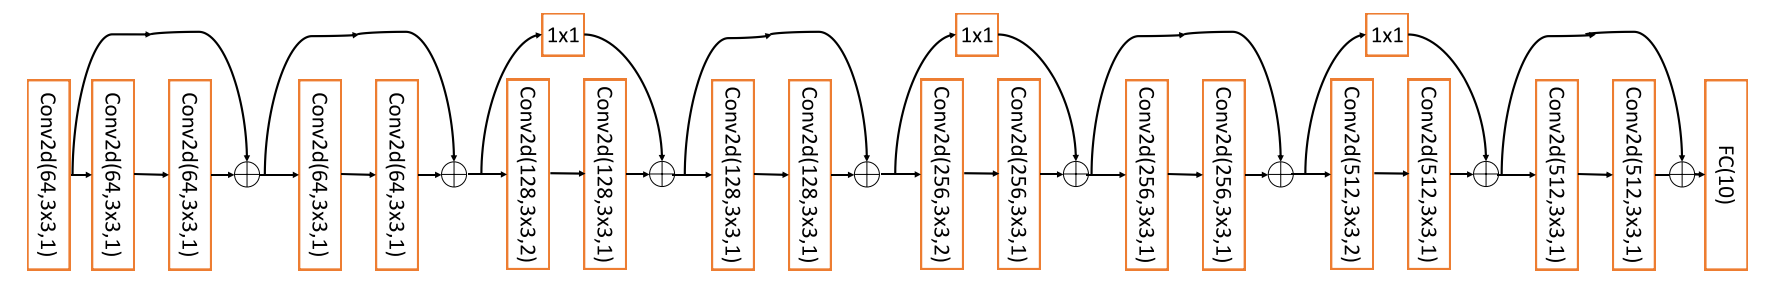 1x1
1x1
1x1
Conv2d(64,3x3,1)
Conv2d(64,3x3,1)
Conv2d(64,3x3,1)
Conv2d(64,3x3,1)
Conv2d(64,3x3,1)
Conv2d(128,3x3,2)
Conv2d(128,3x3,1)
Conv2d(128,3x3,1)
Conv2d(128,3x3,1)
Conv2d(256,3x3,2)
Conv2d(256,3x3,1)
Conv2d(256,3x3,1)
Conv2d(256,3x3,1)
Conv2d(512,3x3,2)
Conv2d(512,3x3,1)
Conv2d(512,3x3,1)
Conv2d(512,3x3,1)
FC(10)